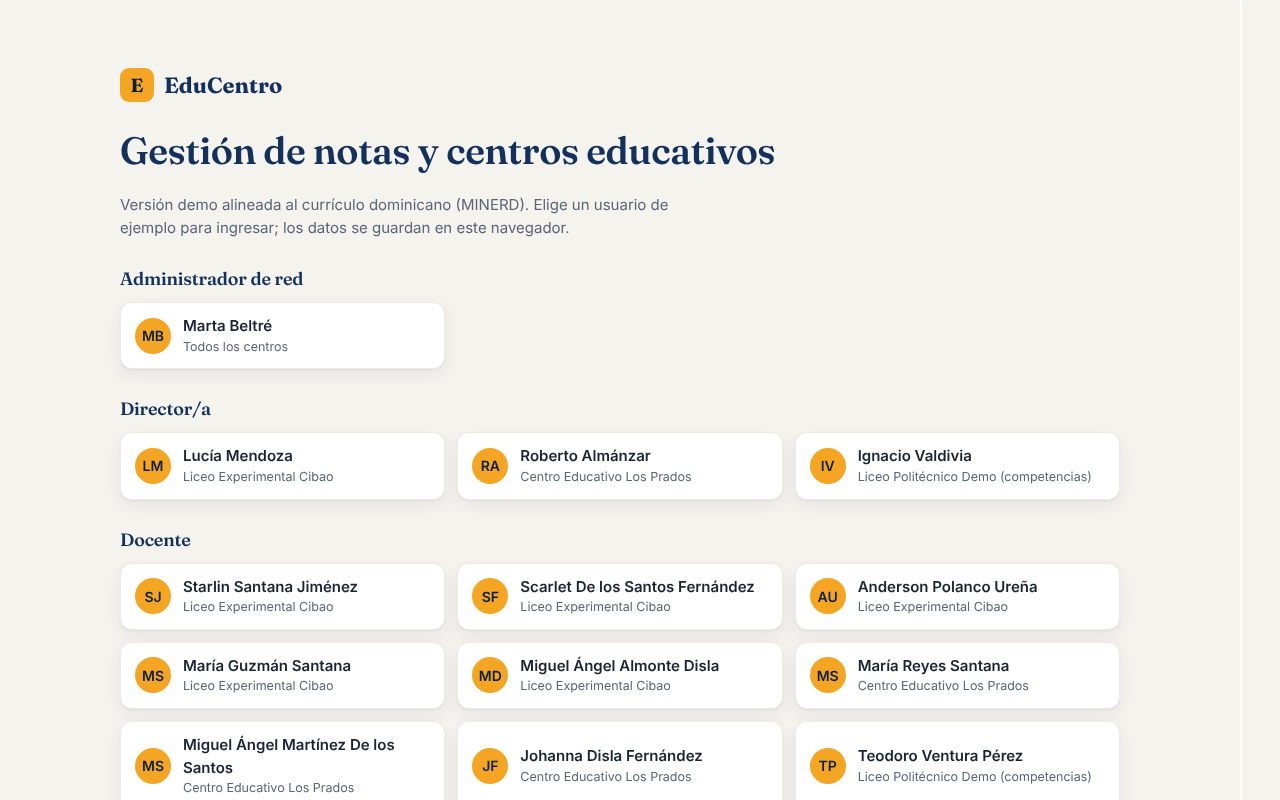 E EduCentro
Gestión de notas y centros educativos
Versión demo alineada al currículo dominicano (MINERD). Elige un usuario de
ejemplo para ingresar; los datos se guardan en este navegador.
Administrador de red
MB Marta Beltré
Todos los centros
Director/a
LM Lucía Mendoza
Liceo Experimental Cibao
RA Roberto Almánzar
Centro Educativo Los Prados
IV Ignacio Valdivia
Liceo Politécnico Demo (competencias)
Docente
SJ Starlin Santana Jiménez
Liceo Experimental Cibao
SF Scarlet De los Santos Fernández
Liceo Experimental Cibao
AU Anderson Polanco Ureña
Liceo Experimental Cibao
MS María Guzmán Santana
Liceo Experimental Cibao
MD Miguel Ángel Almonte Disla
Liceo Experimental Cibao
MS María Reyes Santana
Centro Educativo Los Prados
MS Miguel Ángel Martínez De los
Santos
Centro Educativo Los Prados
JF Johanna Disla Fernández
Centro Educativo Los Prados
TP Teodoro Ventura Pérez
Liceo Politécnico Demo (competencias)